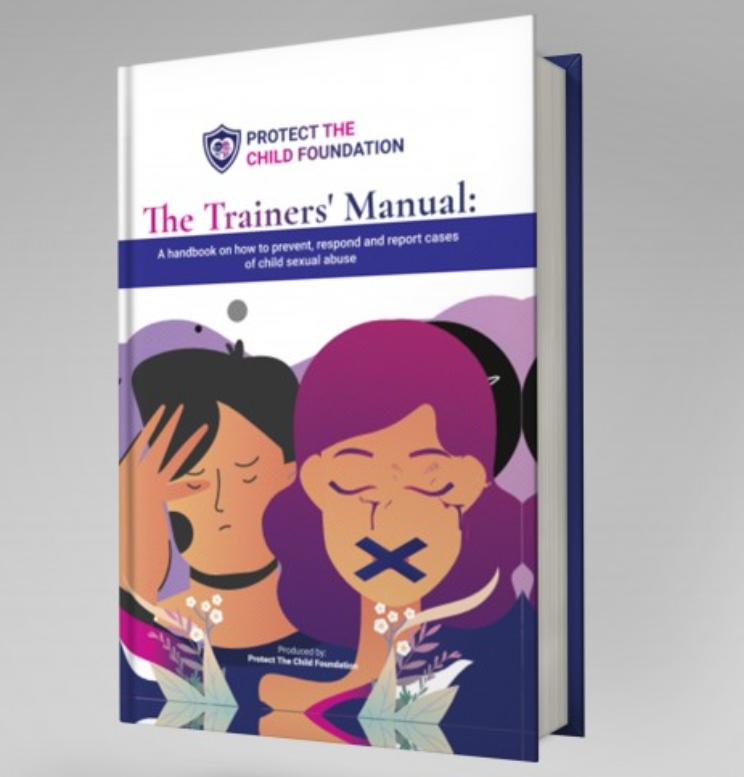 PROTECT THE
CHILD FOUNDATION
The Trainers' Manual:
A handbook on how to prevent, respond and report cases
of child sexual abuse
Produced by:
Protect The Child Foundation